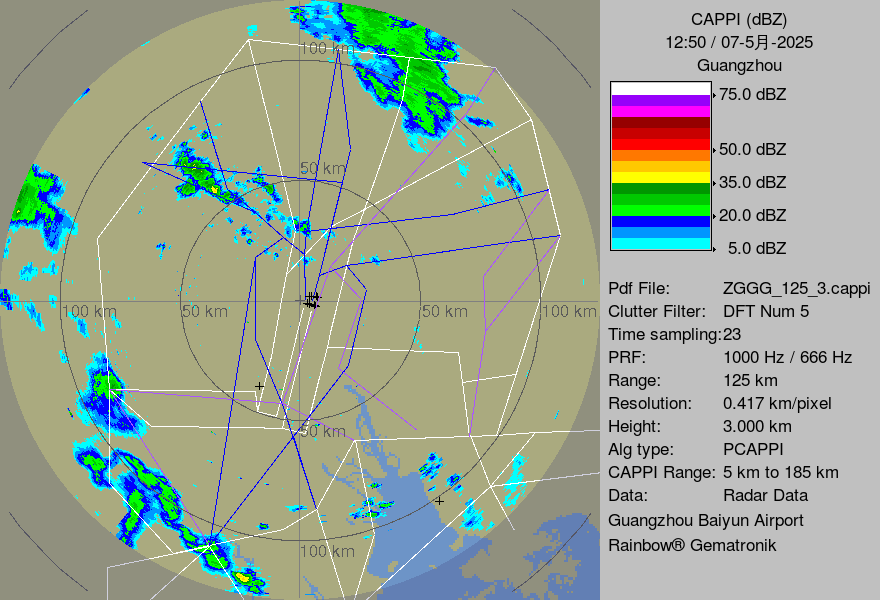 CAPPI (dBZ)
12:50 / 07-5月-2025
Guangzhou
75.0 dBZ
50.0 dBZ
35.0 dBZ
20.0 dBZ
5.0 dBZ
Pdf File: ZGGG_125_3.cappi
Clutter Filter: DFT Num 5
Time sampling:23
PRF: 1000 Hz / 666 Hz
Range: 125 km
Resolution: 0.417 km/pixel
Height: 3.000 km
Alg type: PCAPPI
CAPPI Range: 5 km to 185 km
Data: Radar Data
Guangzhou Baiyun Airport
Rainbow® Gematronik
100 km
50 km
100 km 50 km 50 km 100 km
50 km
100 km